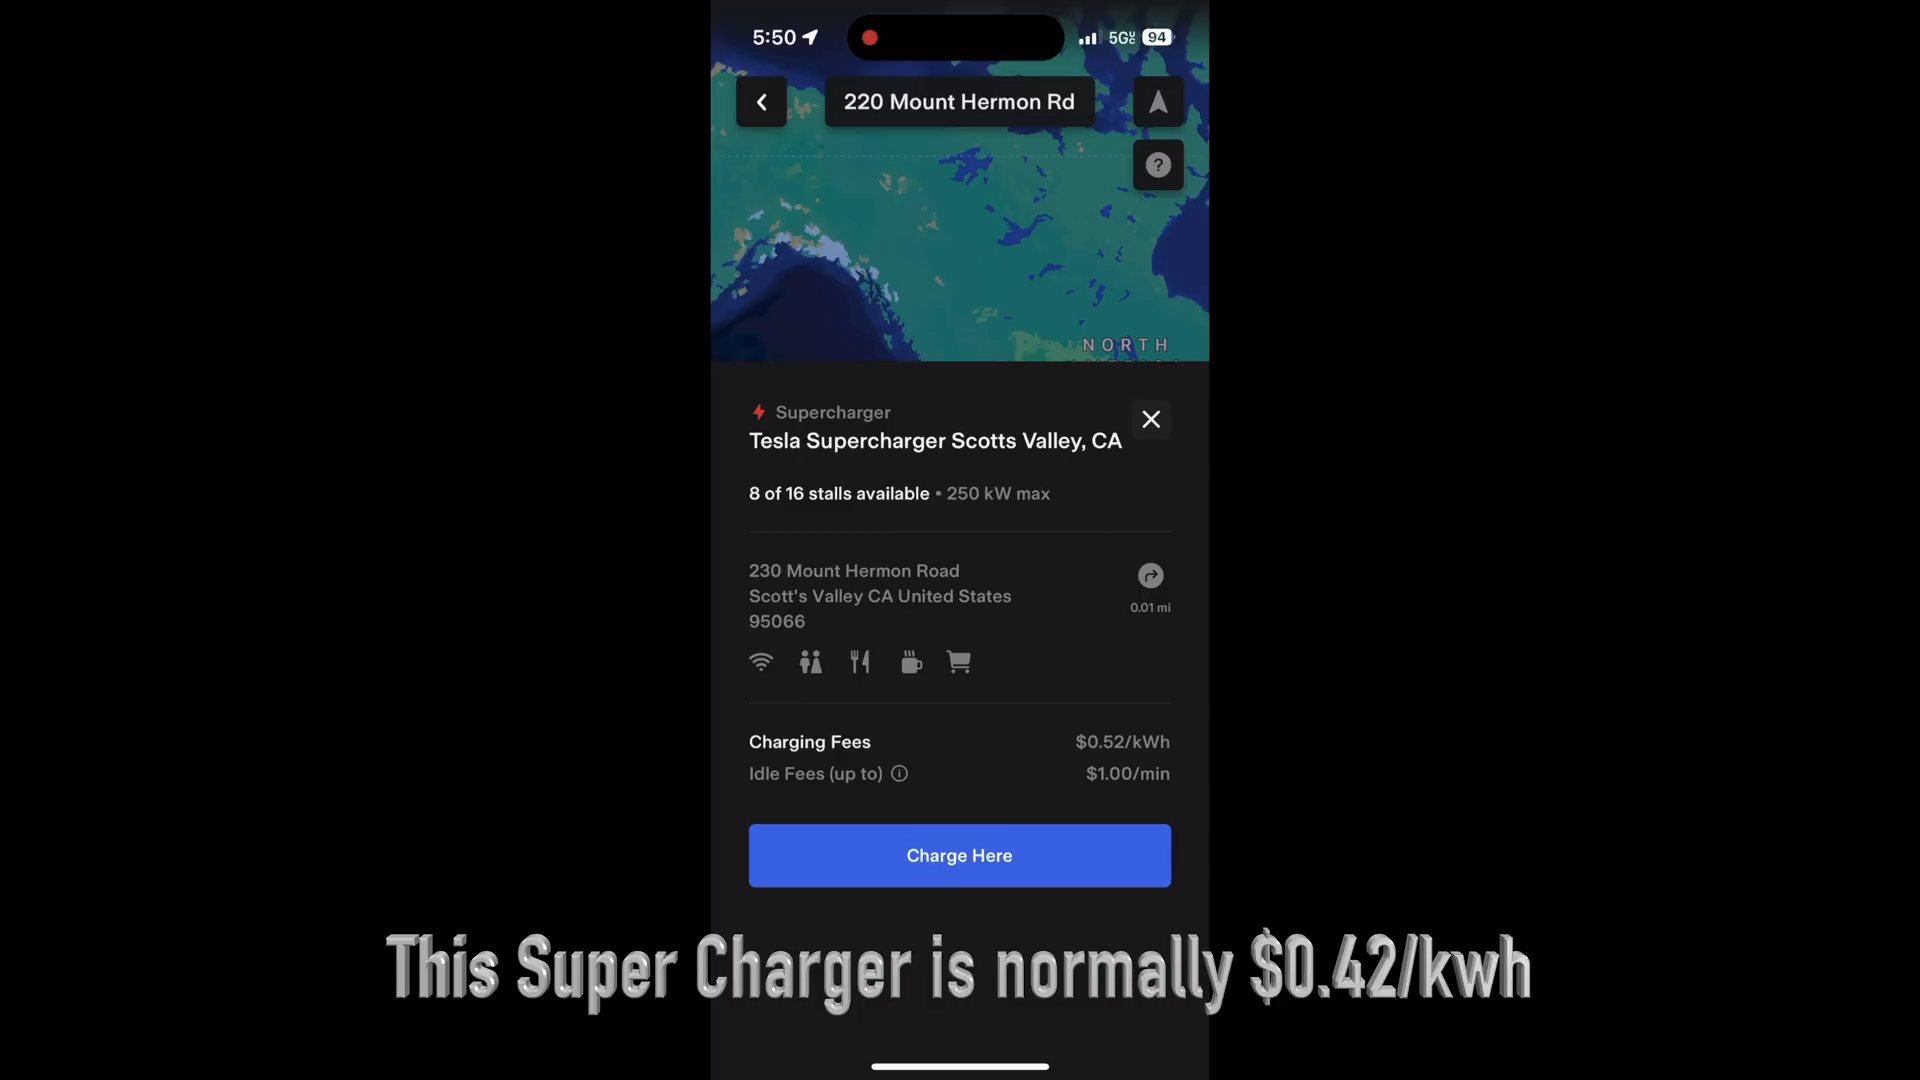 5:50
5GUC 94
220 Mount Hermon Rd
?
NORTH
Supercharger
Tesla Supercharger Scotts Valley, CA
8 of 16 stalls available ▪ 250 kW max
230 Mount Hermon Road
Scott's Valley CA United States
95066
0.01 mi
Charging Fees $0.52/kWh
Idle Fees (up to) $1.00/min
Charge Here
This Super Charger is normally $0.42/kwh